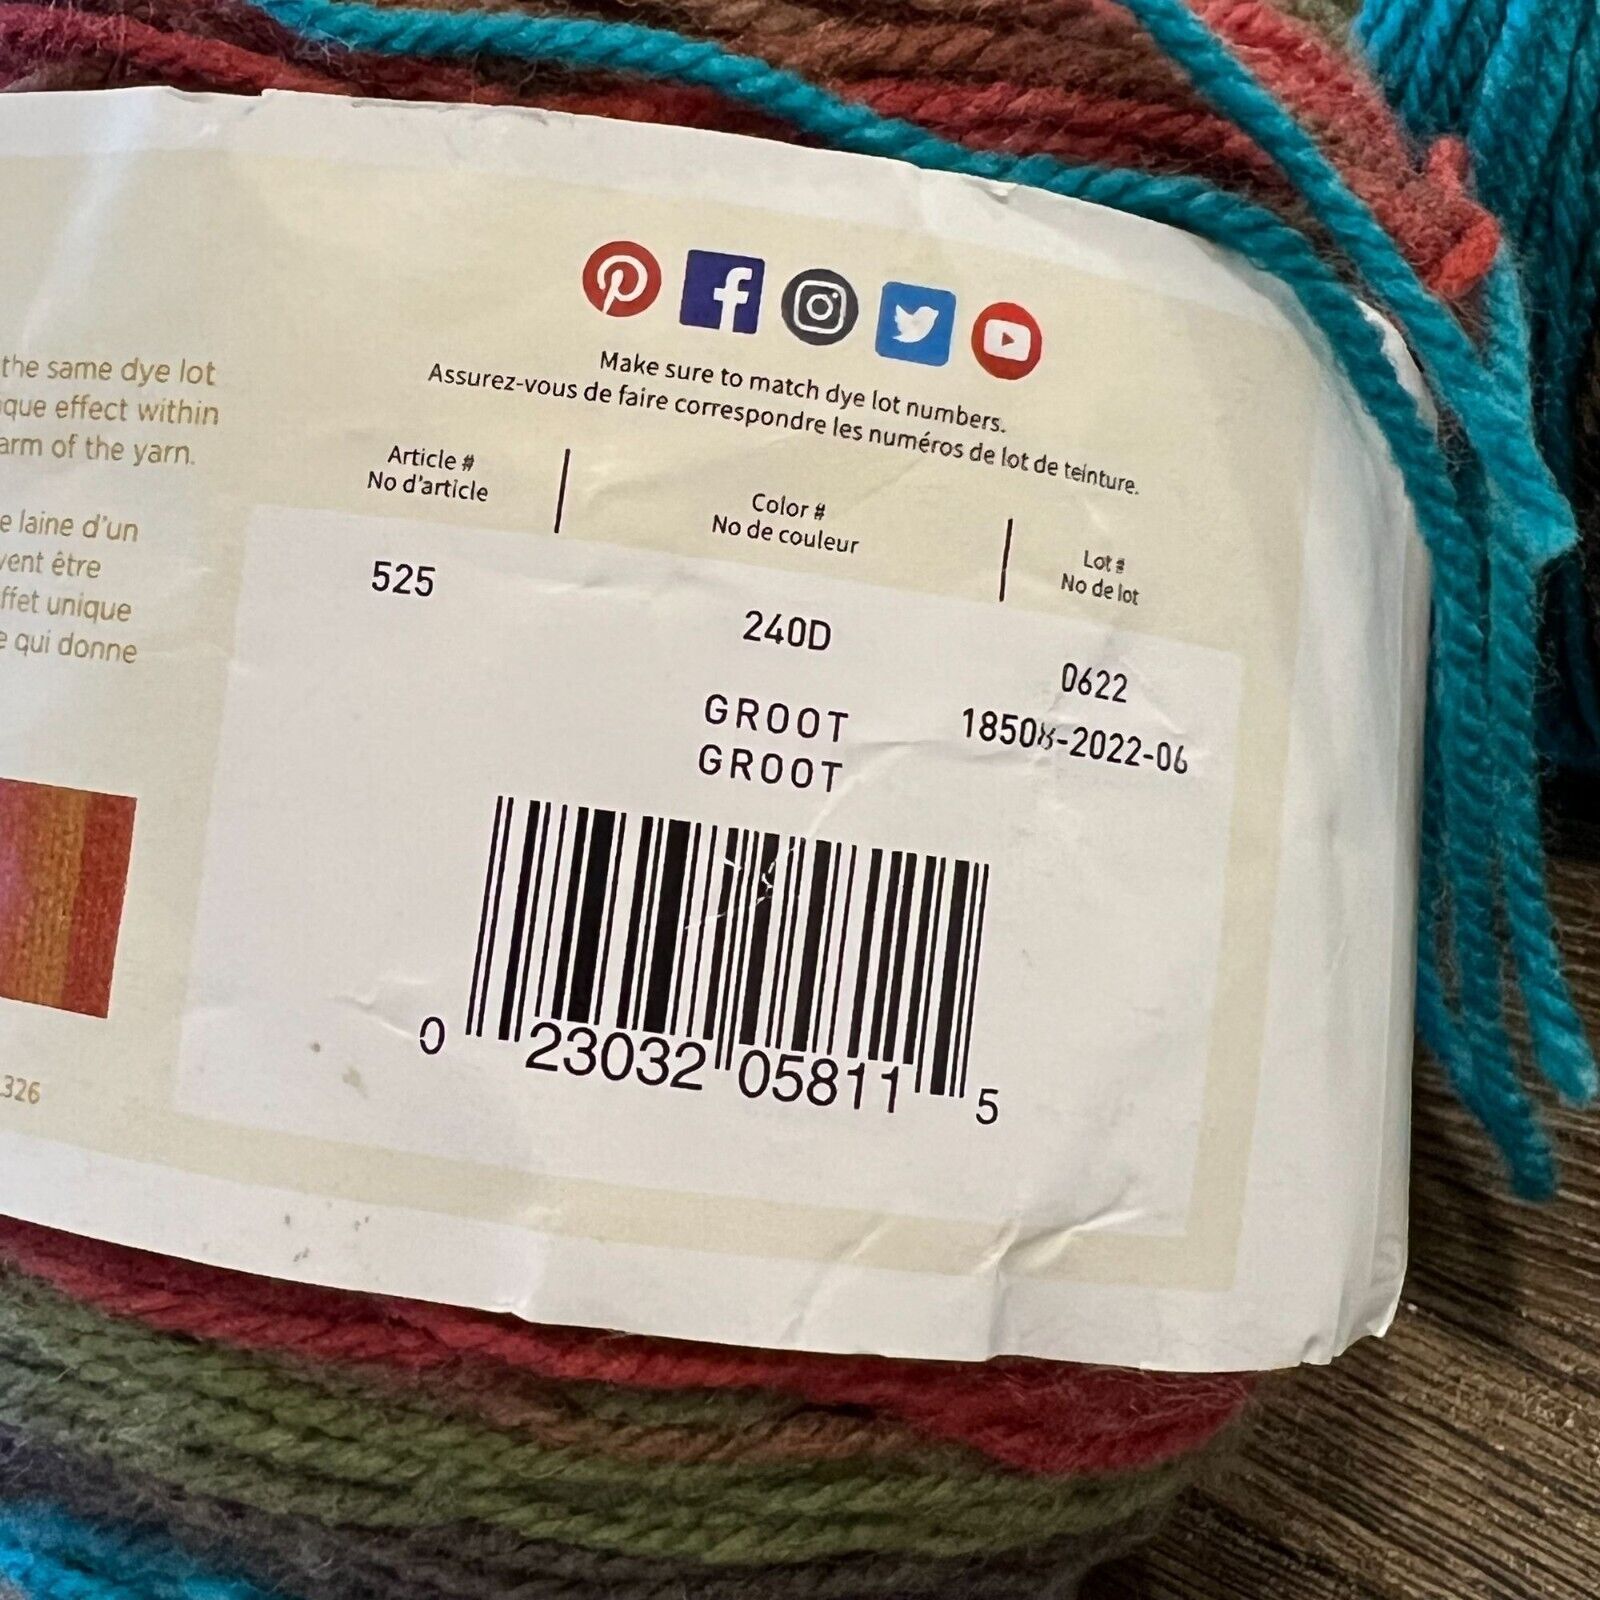 the same dye lot
que effect within
arm of the yarn.
e laine d'un
vent être
ffet unique
e qui donne
326
Make sure to match dye lot numbers.
Assurez-vous de faire correspondre les numéros de lot de teinture.
Article #
No d'article
Color #
No de couleur
Lot #
No de lot
525
240D
0622
GROOT
GROOT
0 23032 05811 5